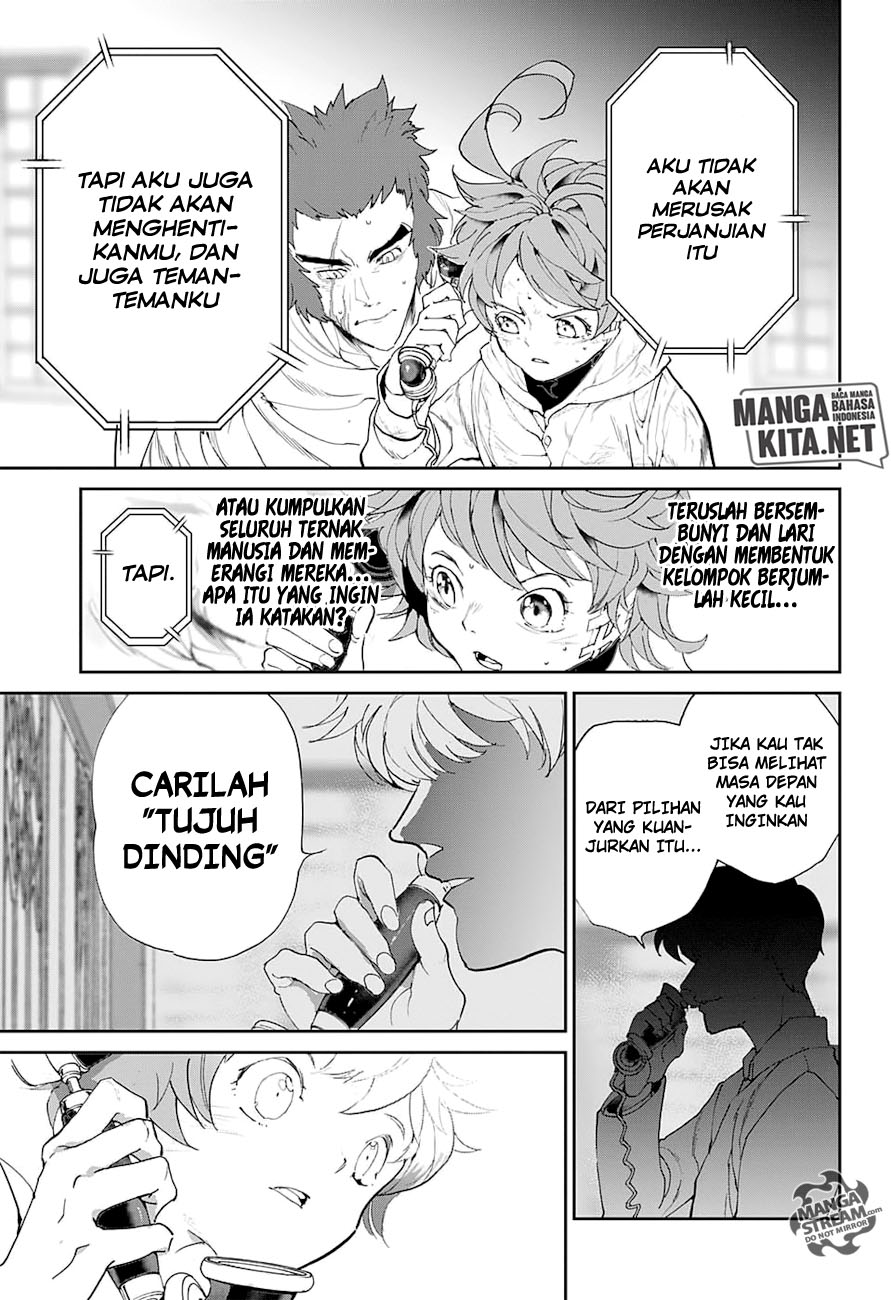 AKU TIDAK
AKAN
MERUSAK
PERJANJIAN
ITU
TAPI AKU JUGA
TIDAK AKAN
MENGHENTI-
KANMU, DAN
JUGA TEMAN-
TEMANKU
BACA MANGA
BAHASA
INDONESIA
MANGA
KITA.NET
TERUSLAH BERSEM-
BUNYI DAN LARI
DENGAN MEMBENTUK
KELOMPOK BERJUM-
LAH KECIL...
ATAU KUMPULKAN
SELURUH TERNAK
MANUSIA DAN MEM-
ERANGI MEREKA...
APA ITU YANG INGIN
IA KATAKAN?
TAPI.
JIKA KAU TAK
BISA MELIHAT
MASA DEPAN
YANG KAU
INGINKAN
DARI PILIHAN
YANG KUAN-
JURKAN ITU...
CARILAH
"TUJUH
DINDING"
MANGA
STREAM.com
DO NOT MIRROR!